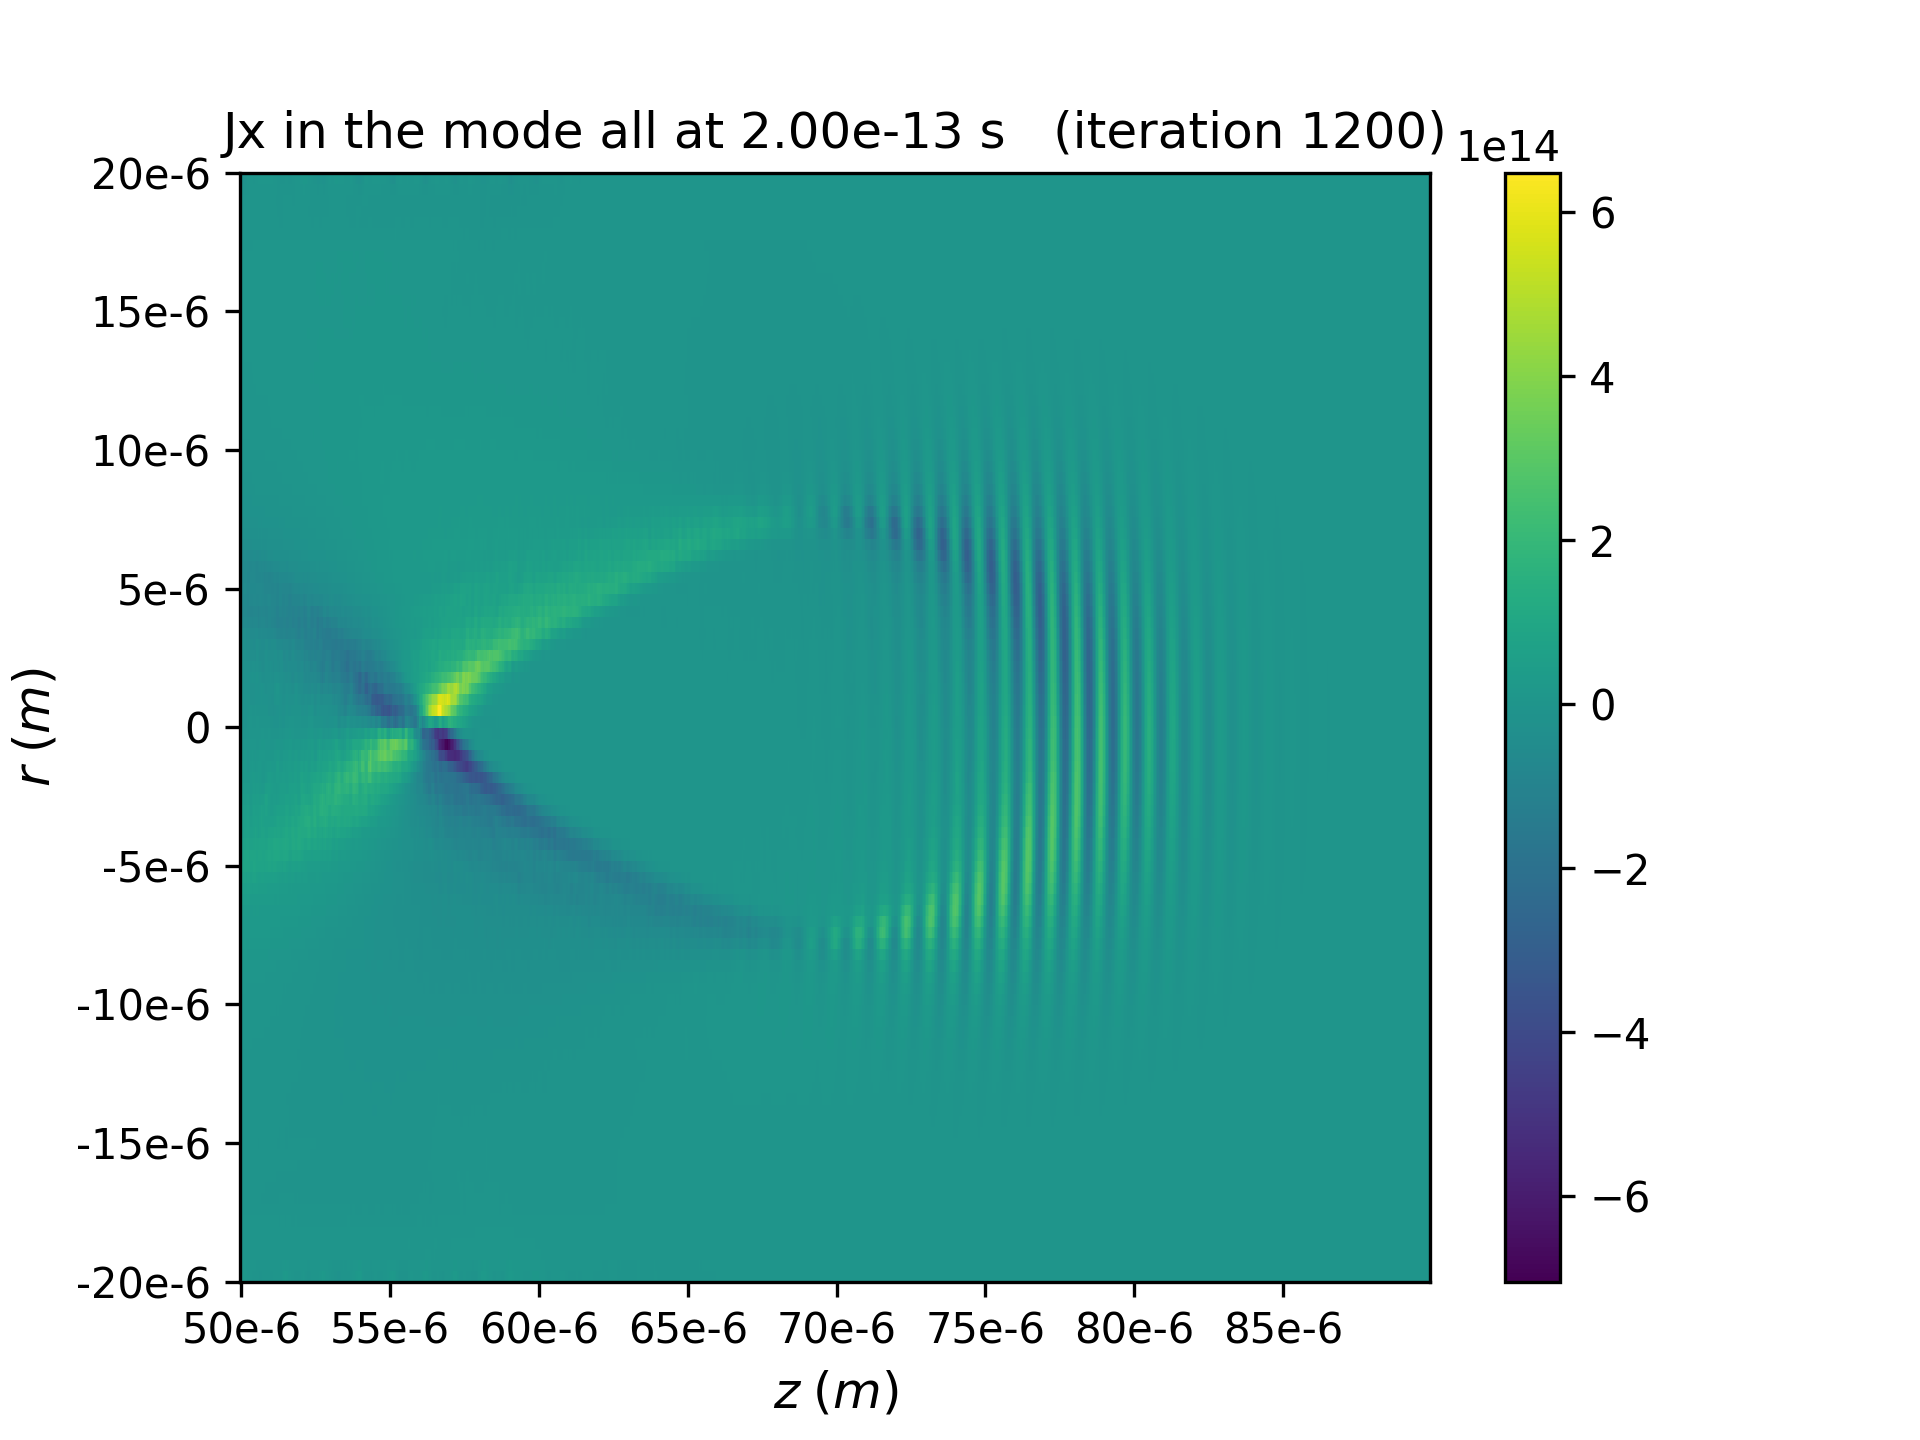 Jx in the mode all at 2.00e-13 s   (iteration 1200)
1e14
20e-6
15e-6
10e-6
5e-6
0
-5e-6
-10e-6
-15e-6
-20e-6
r (m)
50e-6 55e-6 60e-6 65e-6 70e-6 75e-6 80e-6 85e-6
z (m)
6
4
2
0
−2
−4
−6